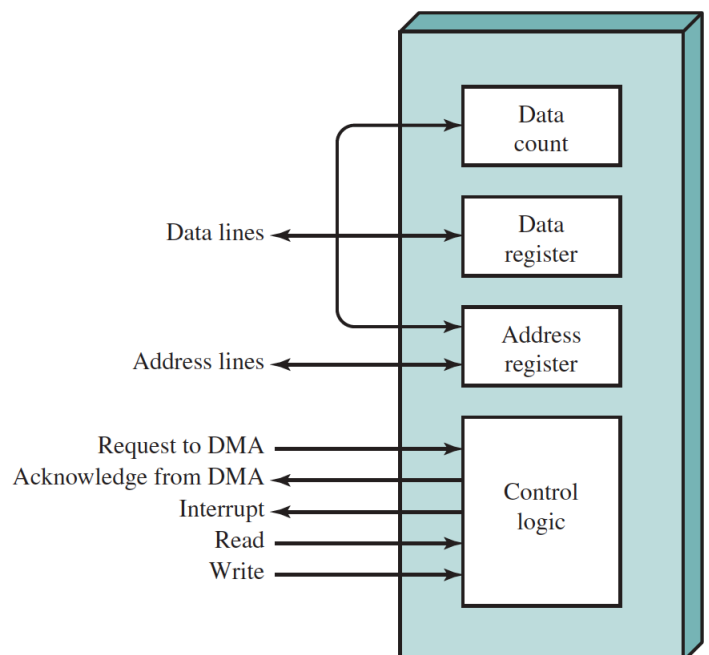 Data
count
Data lines
Data
register
Address lines
Address
register
Request to DMA
Acknowledge from DMA
Interrupt
Read
Write
Control
logic